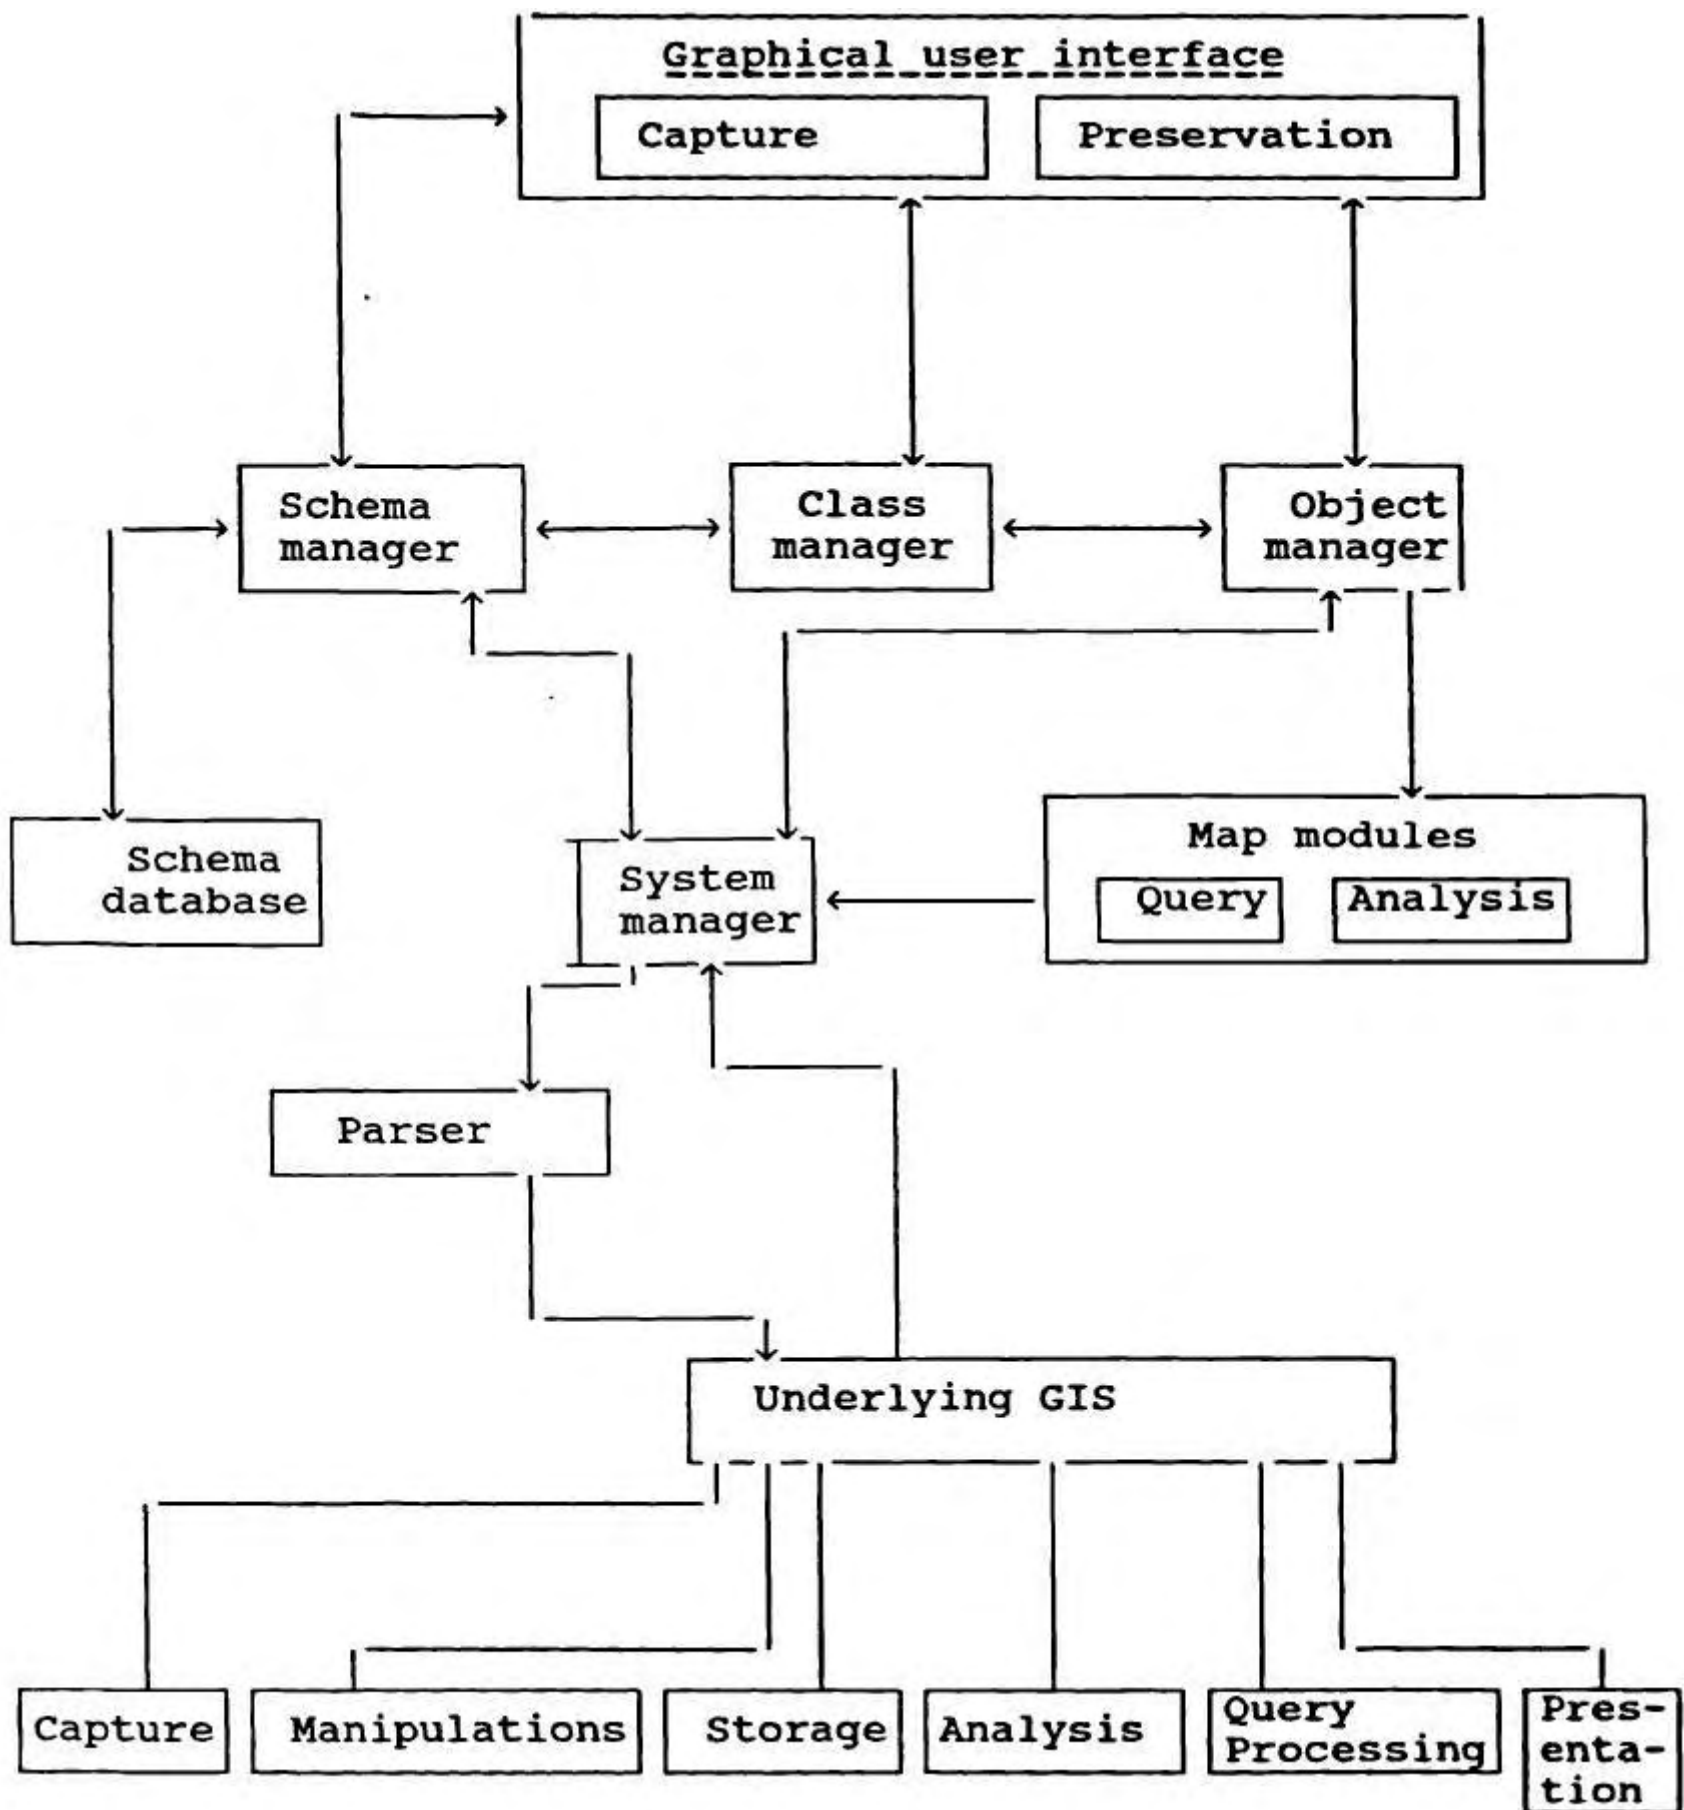 Graphical user interface
Capture
Preservation
Schema
manager
Class
manager
Object
manager
Schema
database
System
manager
Map modules
Query
Analysis
Parser
Underlying GIS
Capture
Manipulations
Storage
Analysis
Query
Processing
Pres-
enta-
tion